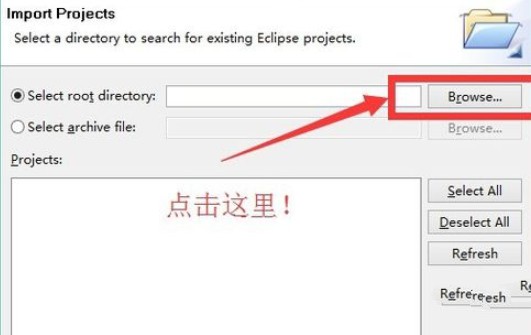 Import Projects
Select a directory to search for existing Eclipse projects.
Select root directory:
Browse...
Select archive file:
Browse...
Projects:
点击这里！
Select All
Deselect All
Refresh